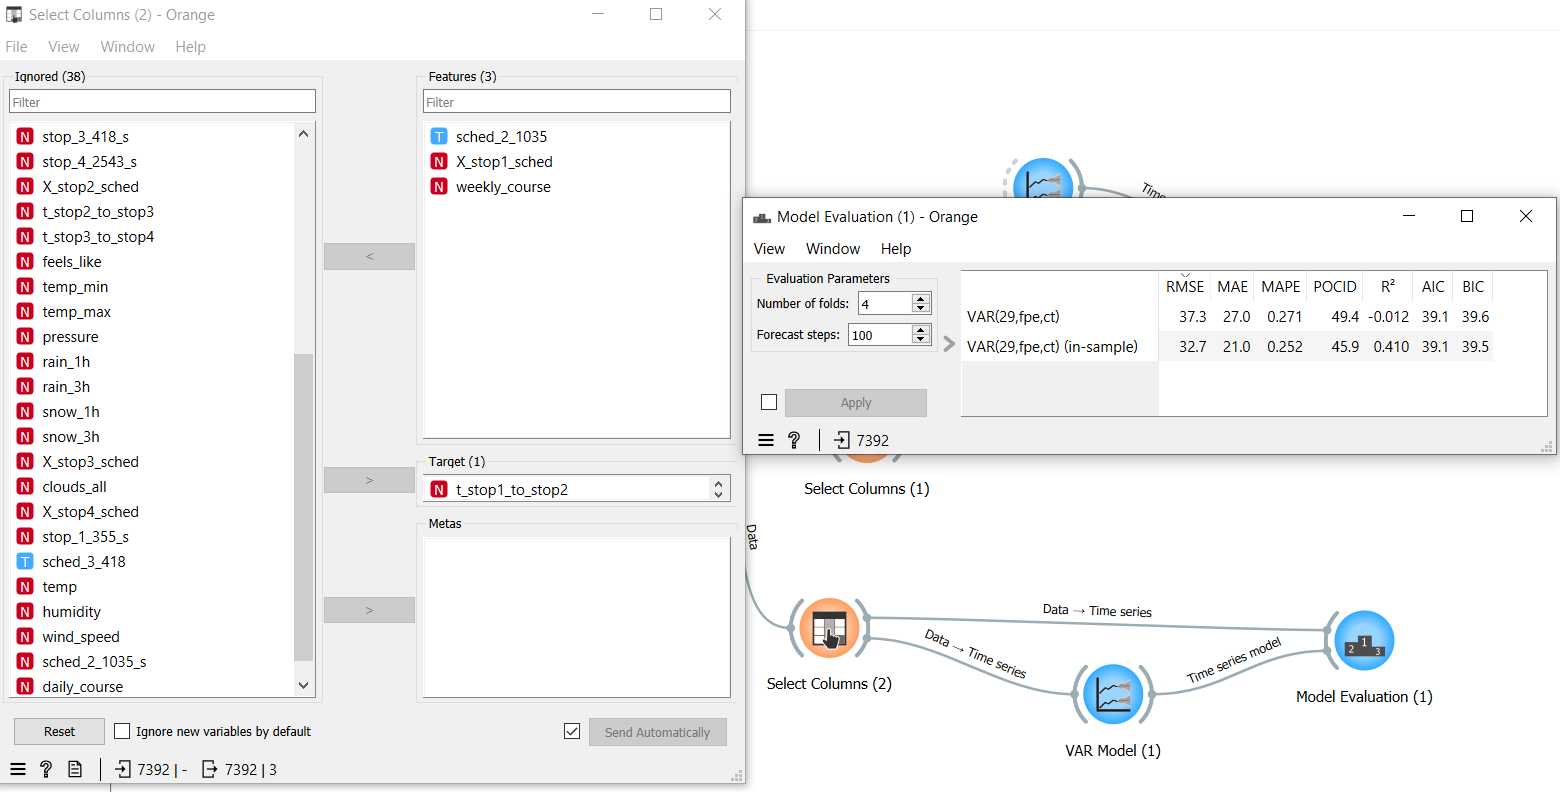 Select Columns (2) - Orange
File View Window Help
Ignored (38)
Filter
stop_3_418_s
stop_4_2543_s
X_stop2_sched
t_stop2_to_stop3
t_stop3_to_stop4
feels_like
temp_min
temp_max
pressure
rain_1h
rain_3h
snow_1h
snow_3h
X_stop3_sched
clouds_all
X_stop4_sched
stop_1_355_s
sched_3_418
temp
humidity
wind_speed
sched_2_1035_s
daily_course
<
>
>
Features (3)
Filter
sched_2_1035
X_stop1_sched
weekly_course
Target (1)
t_stop1_to_stop2
Metas
Reset
Ignore new variables by default
Send Automatically
7392 | -
7392 | 3
Model Evaluation (1) - Orange
View Window Help
Evaluation Parameters
Number of folds: 4
Forecast steps: 100
Apply
7392
RMSE MAE MAPE POCID R² AIC BIC
VAR(29,fpe,ct) 37.3 27.0 0.271 49.4 -0.012 39.1 39.6
VAR(29,fpe,ct) (in-sample) 32.7 21.0 0.252 45.9 0.410 39.1 39.5
Time
Select Columns (1)
Data
Data → Time series
Data → Time series
Time series model
Select Columns (2)
VAR Model (1)
2 1 3
Model Evaluation (1)